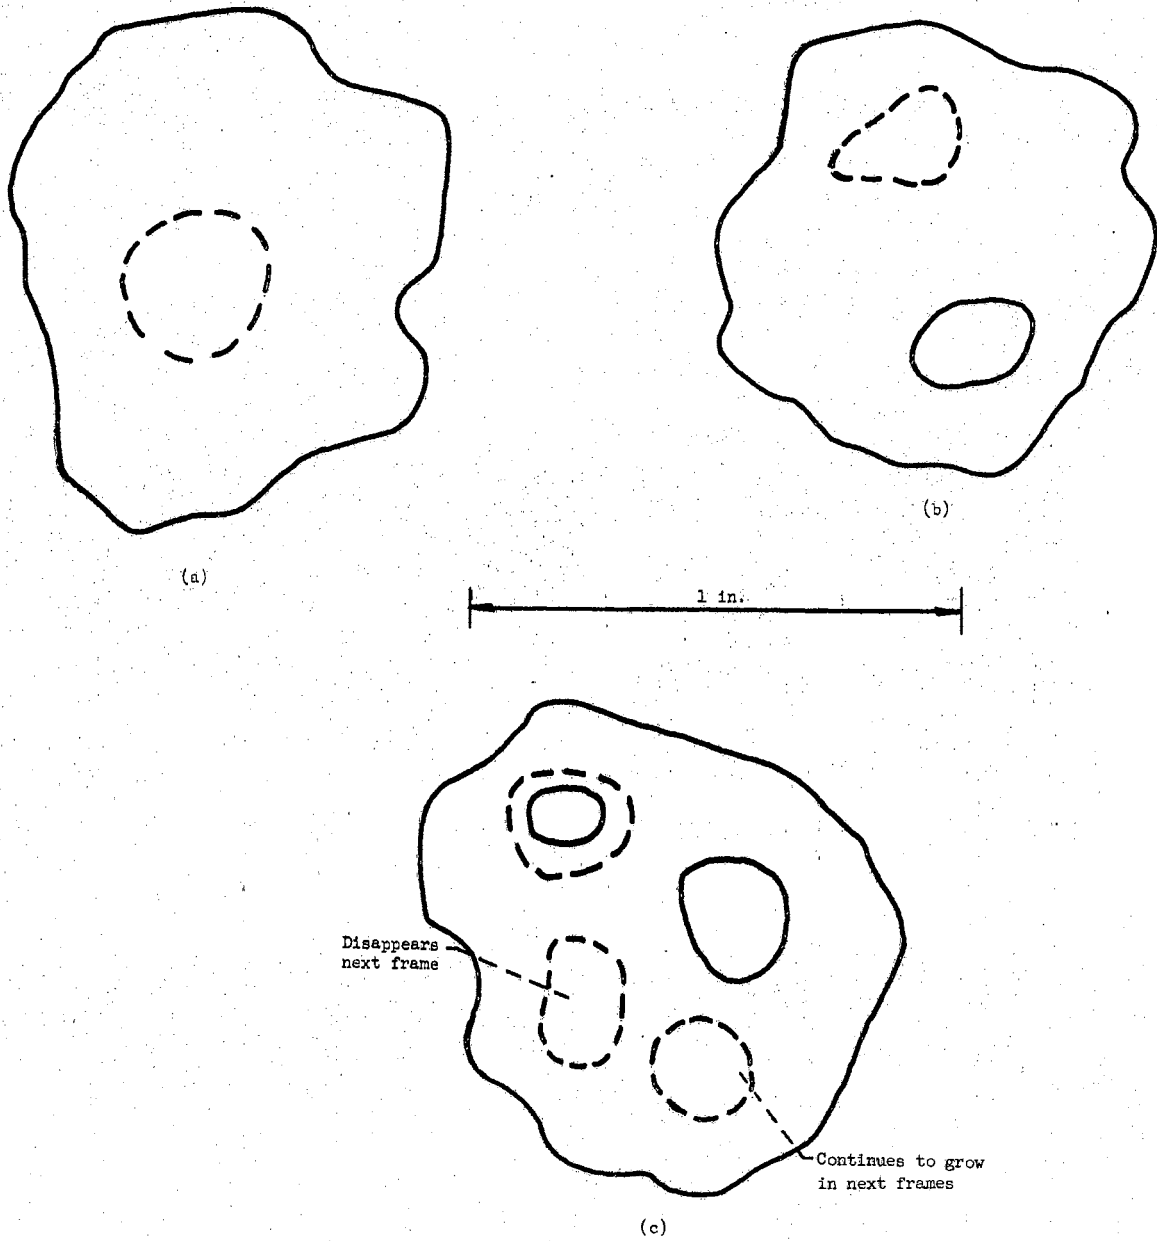 (a)
(b)
1 in.
Disappears
next frame
Continues to grow
in next frames
(c)